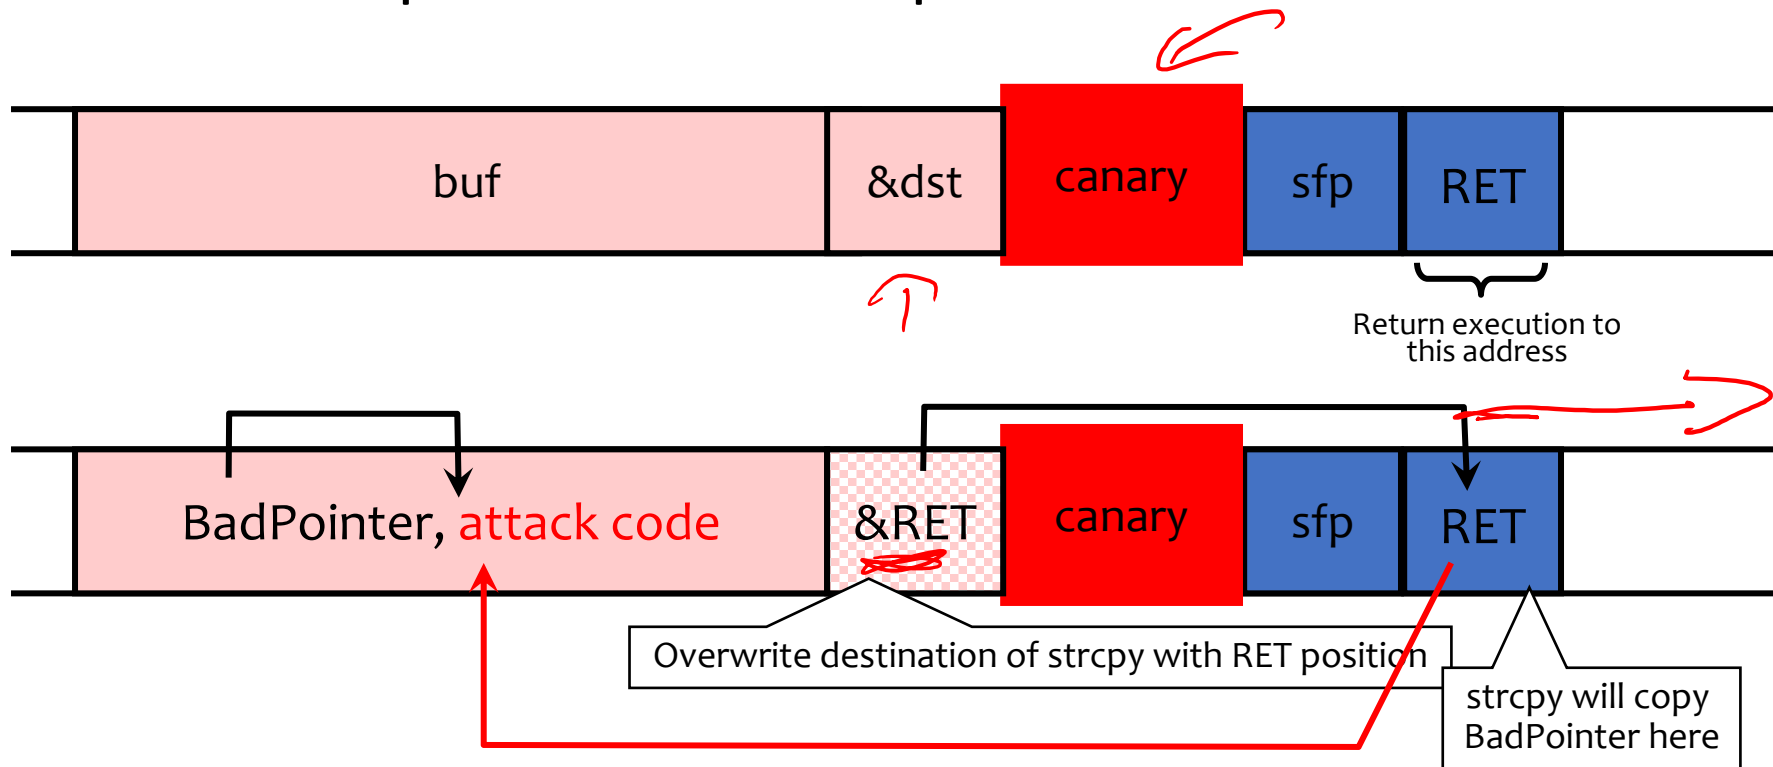 buf &dst canary sfp RET
Return execution to
this address
BadPointer, attack code &RET canary sfp RET
Overwrite destination of strcpy with RET position
strcpy will copy
BadPointer here